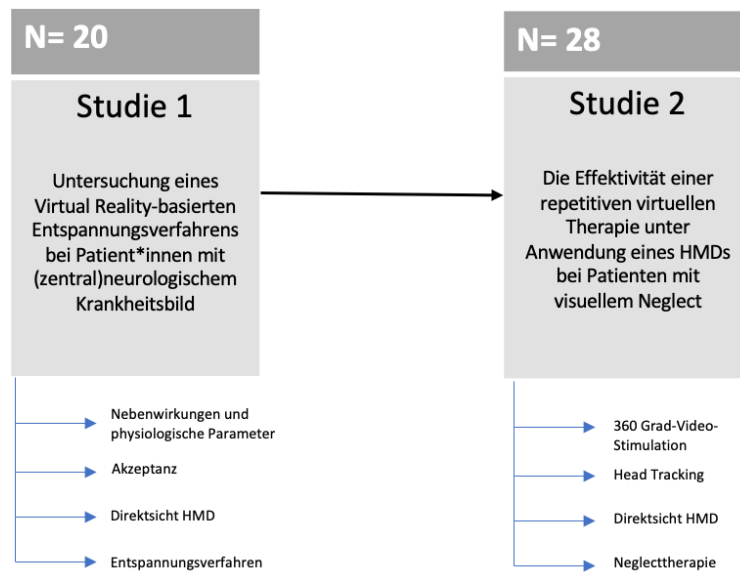 N= 20
Studie 1
Untersuchung eines
Virtual Reality-basierten
Entspannungsverfahrens
bei Patient*innen mit
(zentral)neurologischem
Krankheitsbild
Nebenwirkungen und
physiologische Parameter
Akzeptanz
Direktsicht HMD
Entspannungsverfahren
N= 28
Studie 2
Die Effektivität einer
repetitiven virtuellen
Therapie unter
Anwendung eines HMDs
bei Patienten mit
visuellem Neglect
360 Grad-Video-
Stimulation
Head Tracking
Direktsicht HMD
Neglecttherapie